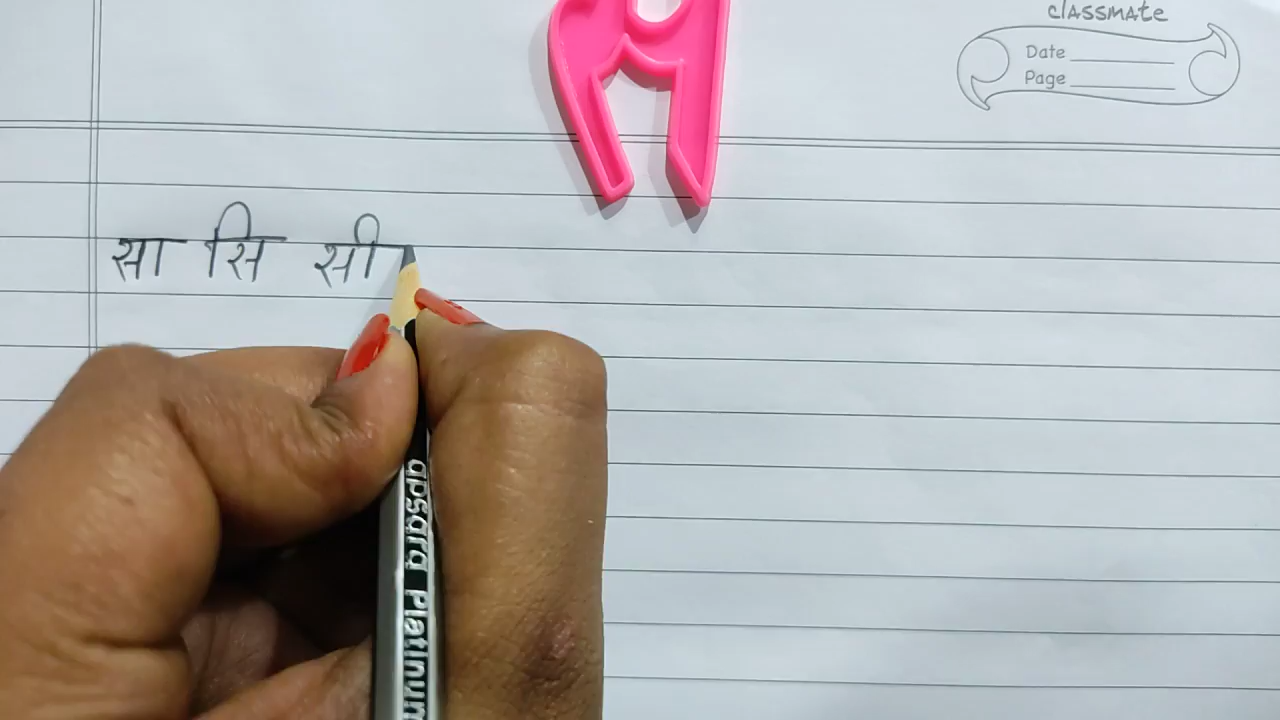 classmate
Date
Page
सा सि सी
apsara Platinum